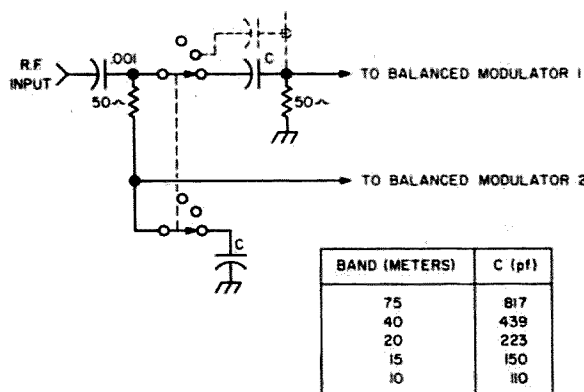 R.F.
INPUT
.001
50~
C
50~
TO BALANCED MODULATOR 1
TO BALANCED MODULATOR 2
C
BAND (METERS) C (pf)
75 817
40 439
20 223
15 150
10 110